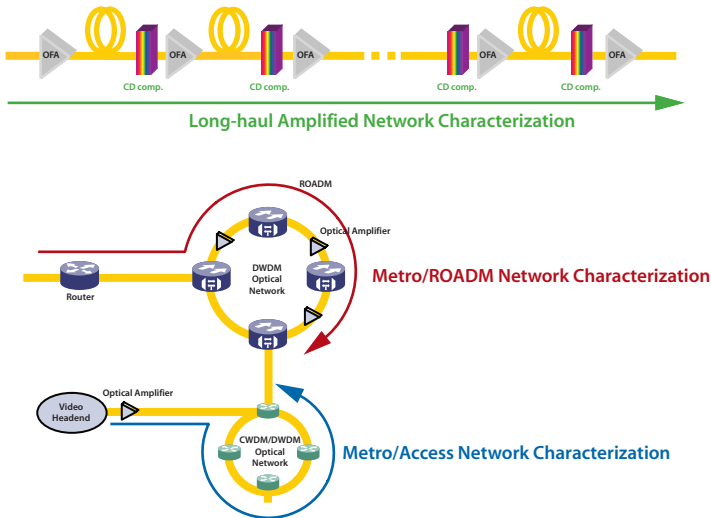 OFA
OFA
OFA
OFA
OFA
CD comp.
CD comp.
CD comp.
CD comp.
Long-haul Amplified Network Characterization
ROADM
Optical Amplifier
DWDM
Optical
Network
Router
Metro/ROADM Network Characterization
Optical Amplifier
Video
Headend
CWDM/DWDM
Optical
Network
Metro/Access Network Characterization